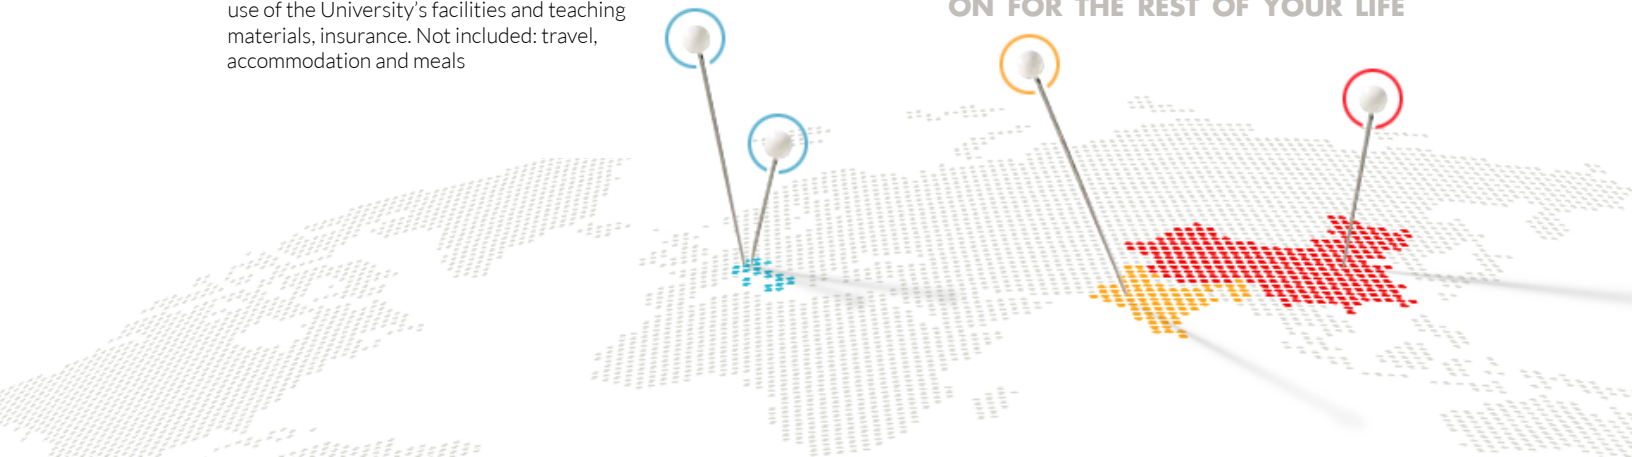 use of the University’s facilities and teaching
materials, insurance. Not included: travel,
accommodation and meals
ON FOR THE REST OF YOUR LIFE